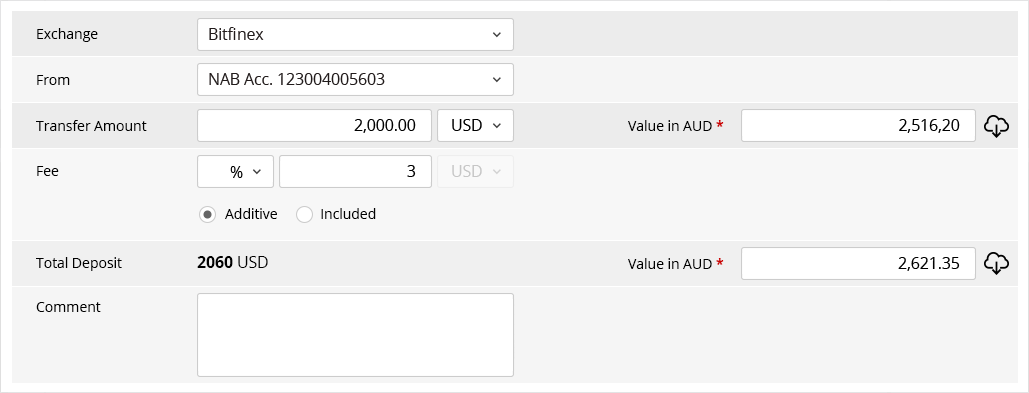 Exchange Bitfinex
From NAB Acc. 123004005603
Transfer Amount 2,000.00 USD Value in AUD * 2,516,20
Fee % 3 USD
Additive Included
Total Deposit 2060 USD Value in AUD * 2,621.35
Comment